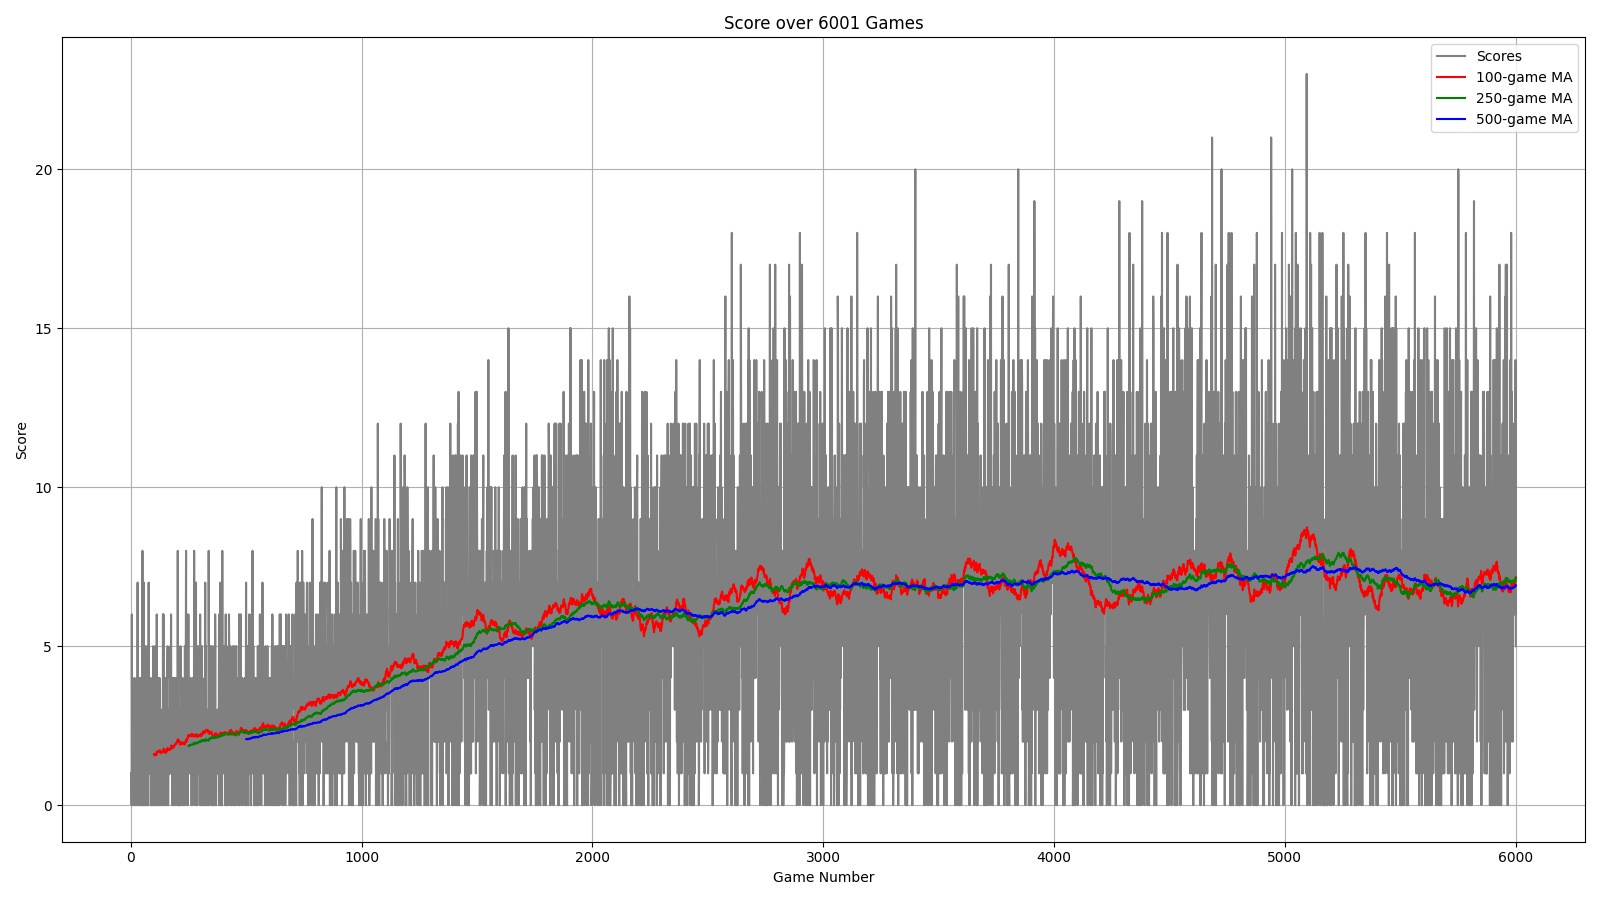 Score over 6001 Games
Scores
100-game MA
250-game MA
500-game MA
20
15
10
5
0
Score
0 1000 2000 3000 4000 5000 6000
Game Number